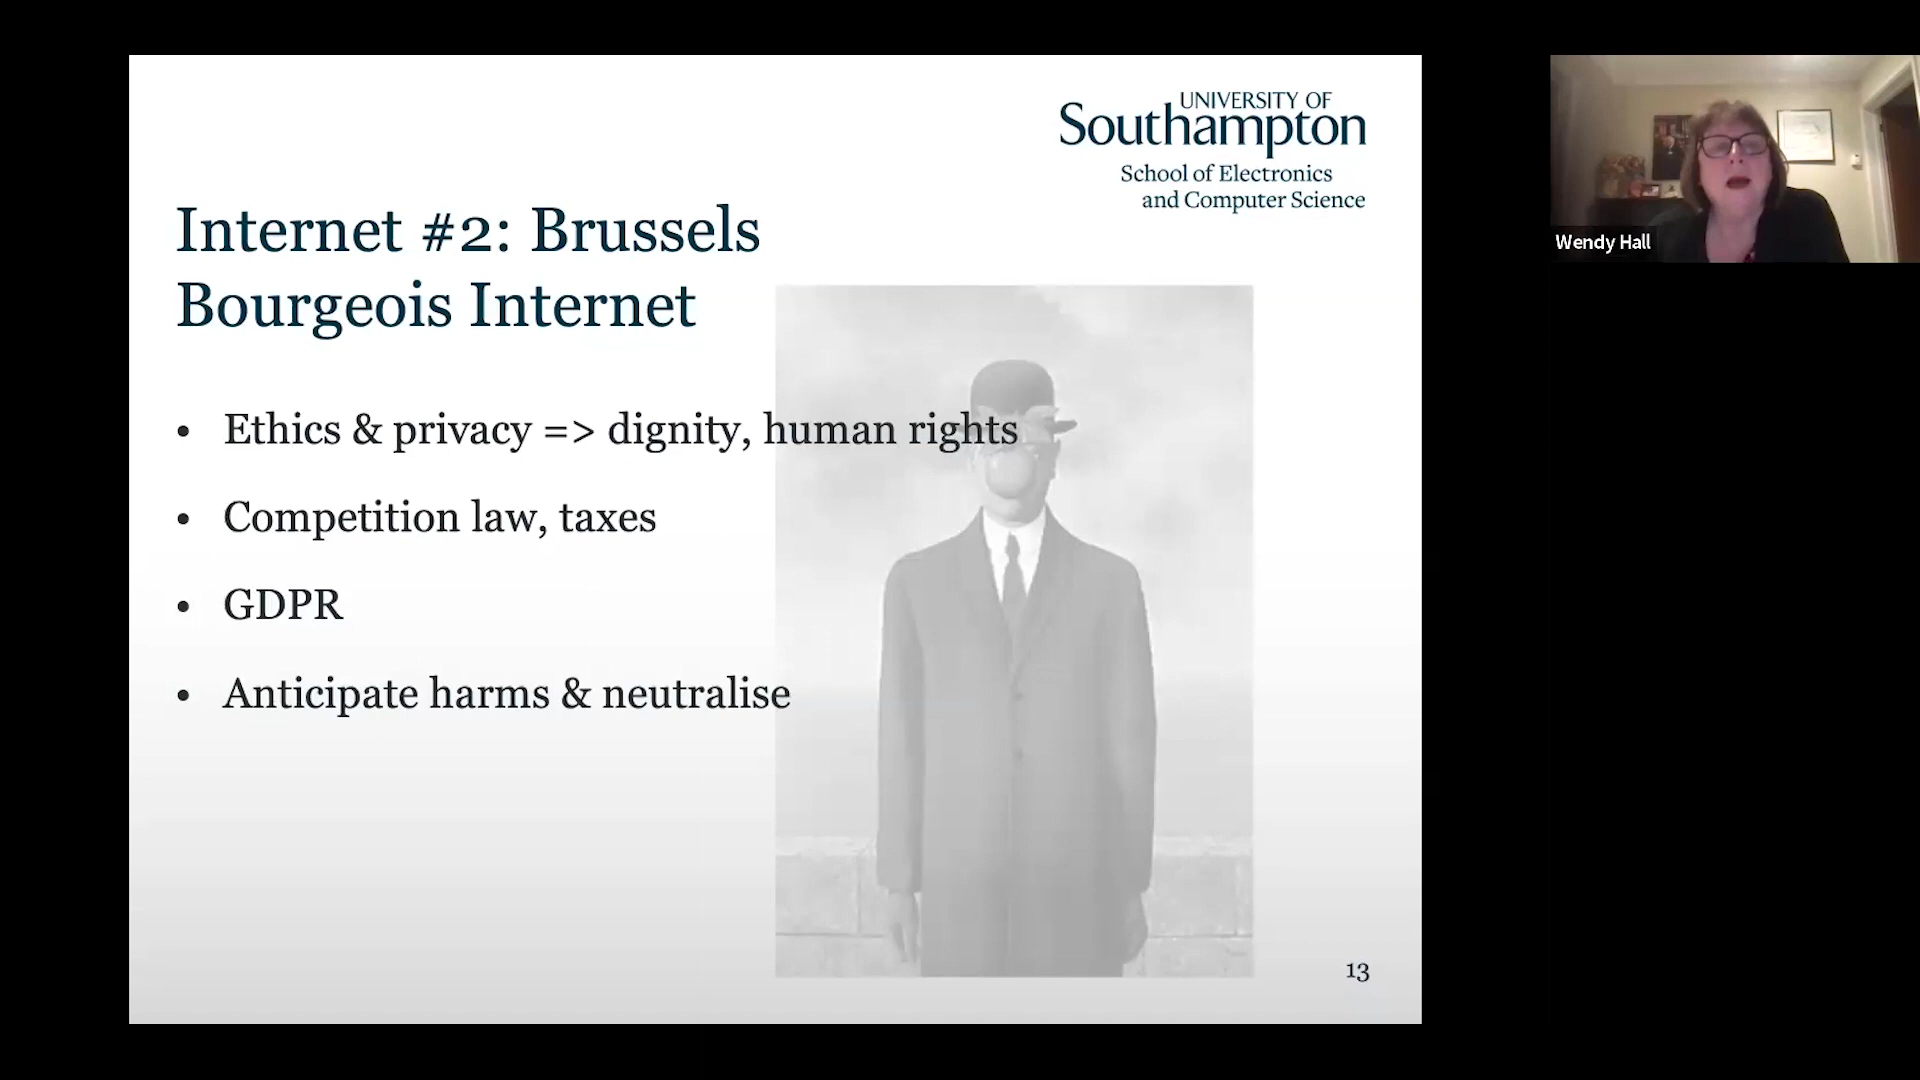 UNIVERSITY OF
Southampton
School of Electronics
and Computer Science
Internet #2: Brussels
Bourgeois Internet
• Ethics & privacy => dignity, human rights
• Competition law, taxes
• GDPR
• Anticipate harms & neutralise
13
Wendy Hall